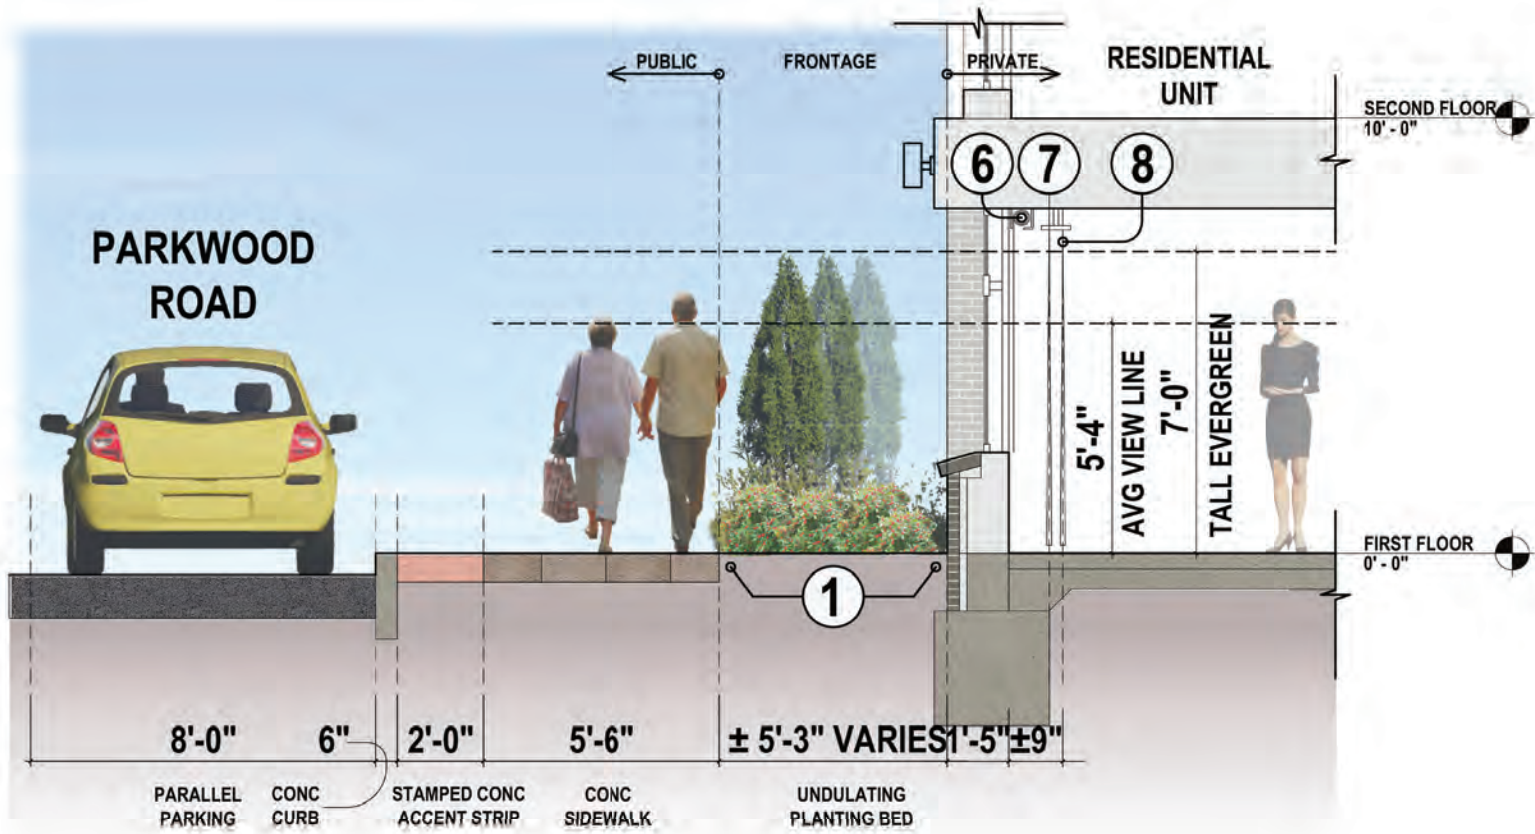 PUBLIC
FRONTAGE
PRIVATE
RESIDENTIAL
UNIT
SECOND FLOOR
10' - 0"
6
7
8
PARKWOOD
ROAD
5'-4"
AVG VIEW LINE
7'-0"
TALL EVERGREEN
FIRST FLOOR
0' - 0"
1
8'-0"
6"
2'-0"
5'-6"
± 5'-3" VARIES
1'-5"
±9"
PARALLEL
PARKING
CONC
CURB
STAMPED CONC
ACCENT STRIP
CONC
SIDEWALK
UNDULATING
PLANTING BED